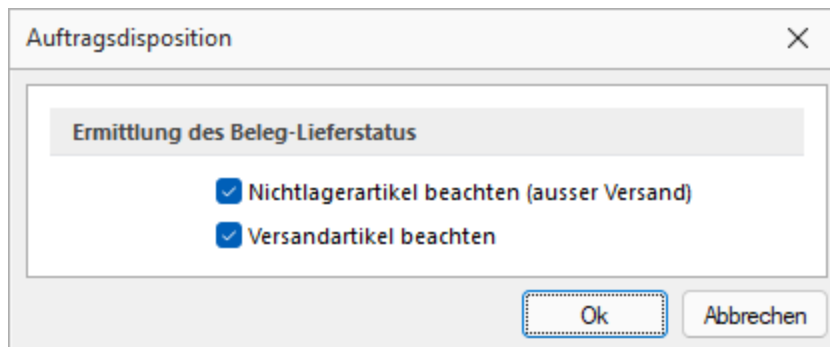 Auftragsdisposition
Ermittlung des Beleg-Lieferstatus
Nichtlagerartikel beachten (ausser Versand)
Versandartikel beachten
Ok
Abbrechen